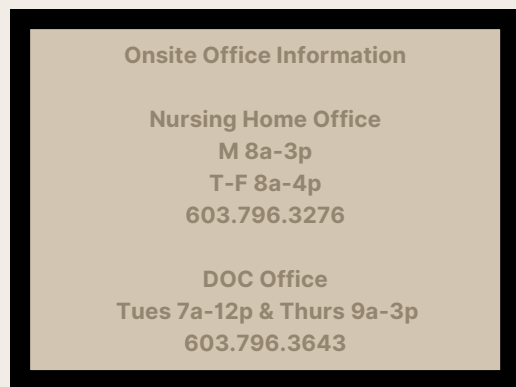 Onsite Office Information
Nursing Home Office
M 8a-3p
T-F 8a-4p
603.796.3276
DOC Office
Tues 7a-12p & Thurs 9a-3p
603.796.3643